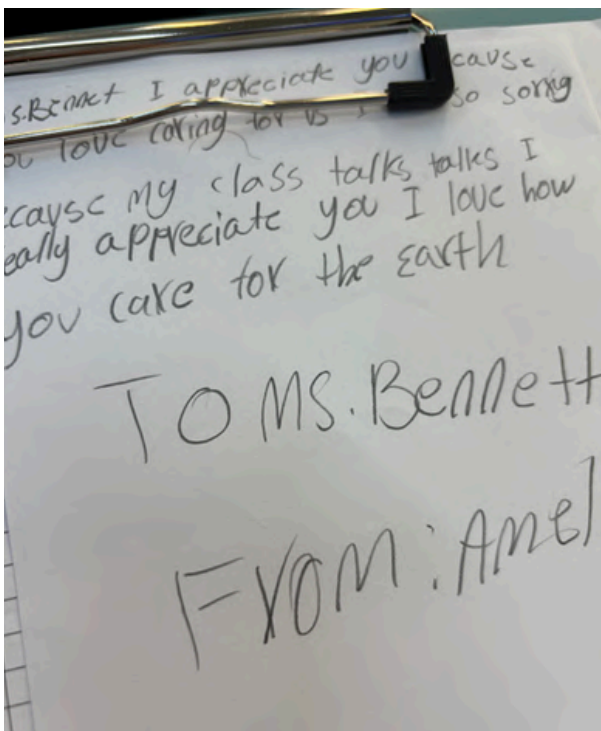 s.Bennet I appreciate you cause
ou love caring for us I so sorry
ecause my class talks talks I
eally appreciate you I love how
you care for the Earth
TO MS. Bennett
From: Amel